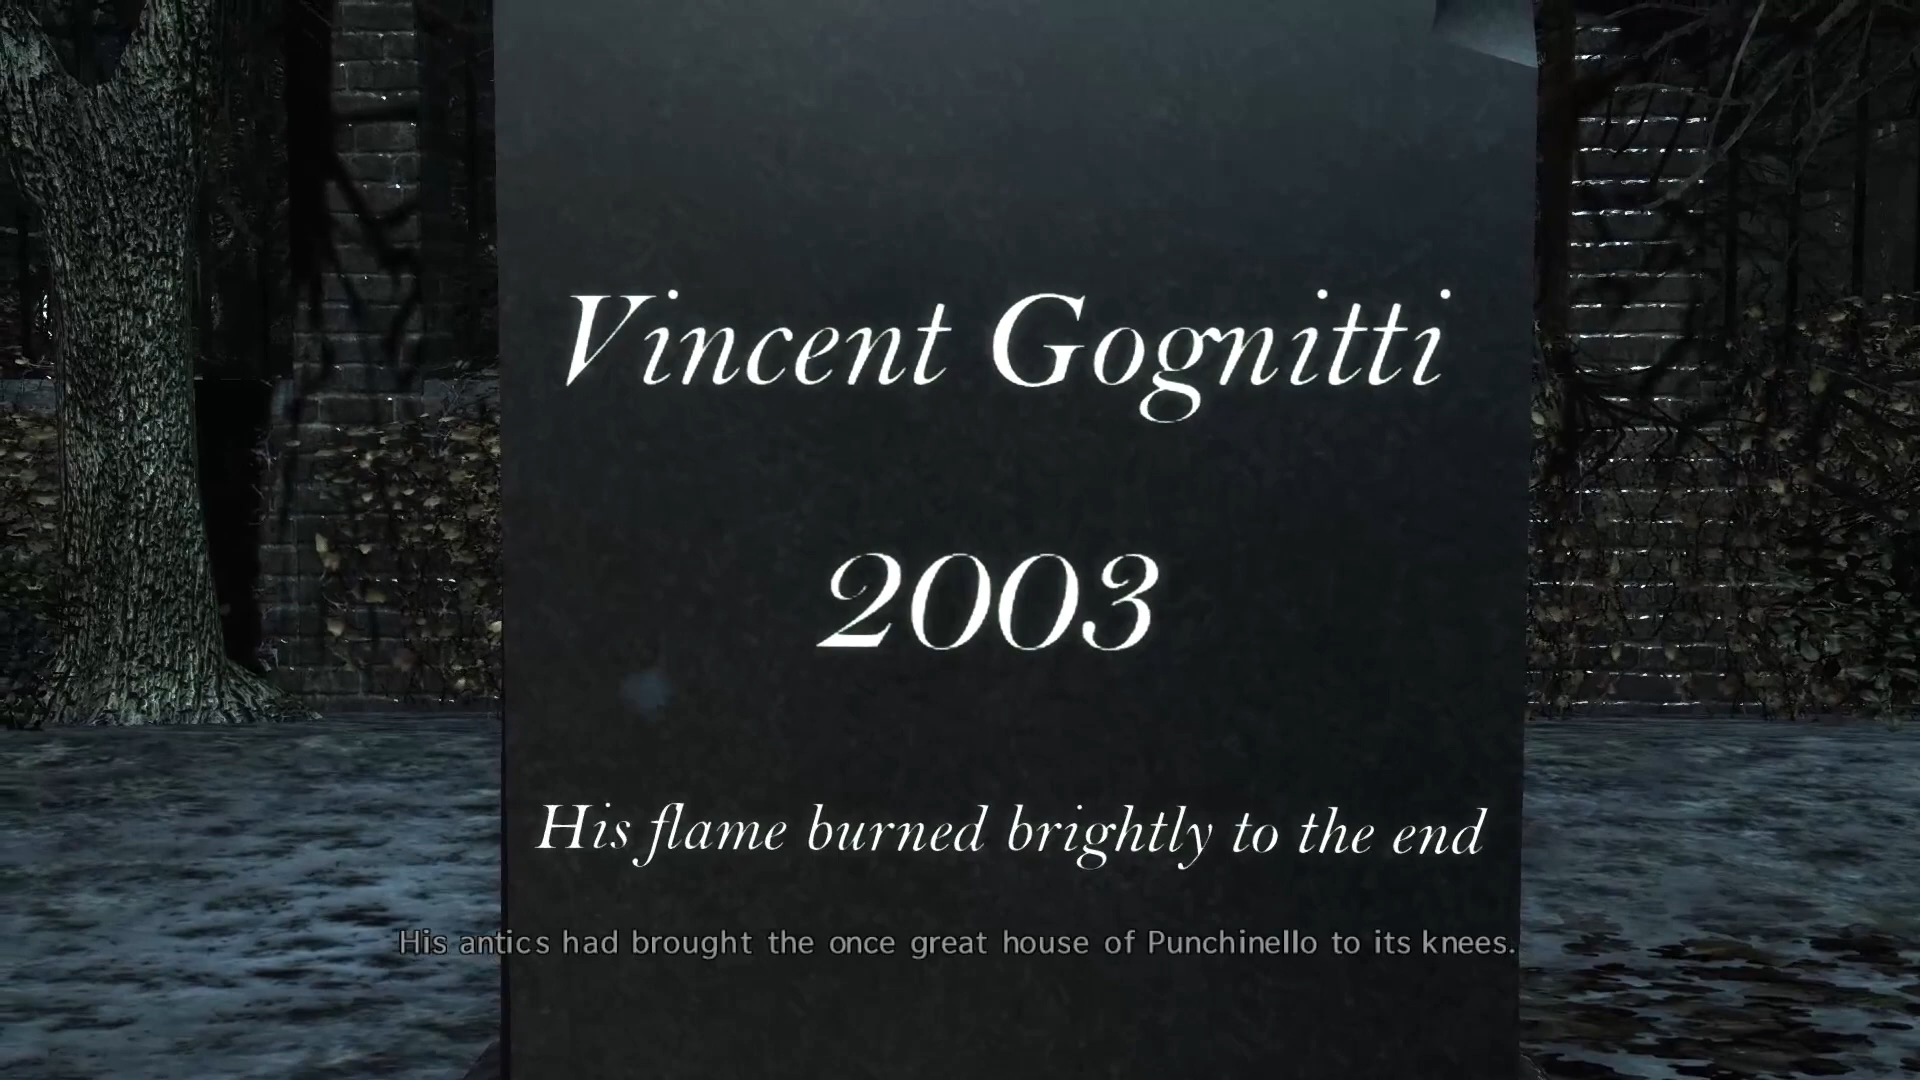 Vincent Gognitti
2003
His flame burned brightly to the end
His antics had brought the once great house of Punchinello to its knees.